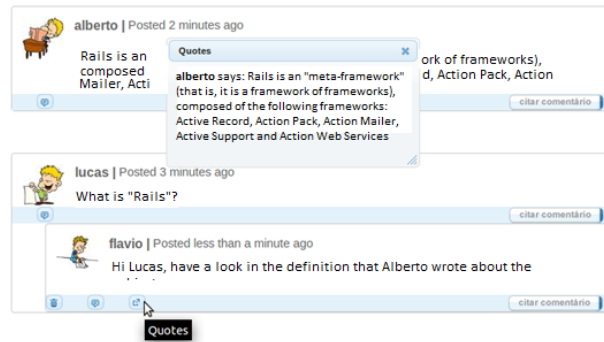 alberto | Posted 2 minutes ago
Rails is an
composed
Mailer, Acti
ork of frameworks),
d, Action Pack, Action
Quotes
alberto says: Rails is an "meta-framework"
(that is, it is a framework of frameworks),
composed of the following frameworks:
Active Record, Action Pack, Action Mailer,
Active Support and Action Web Services
citar comentário
lucas | Posted 3 minutes ago
What is "Rails"?
citar comentário
flavio | Posted less than a minute ago
Hi Lucas, have a look in the definition that Alberto wrote about the
citar comentário
Quotes